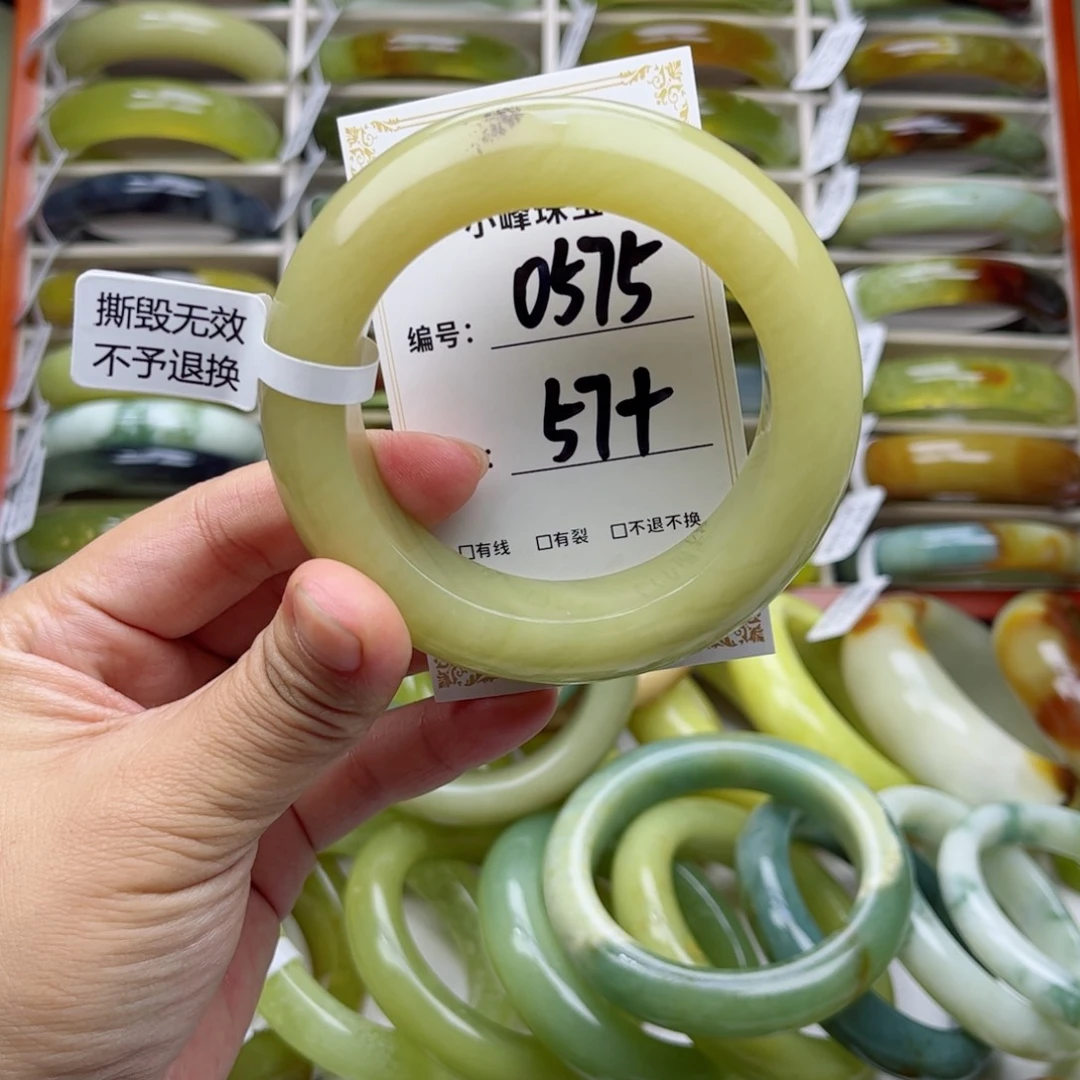 撕毁无效
不予退换
小峰珠宝
编号: 0575
: 57+
□有线 □有裂 □不退不换